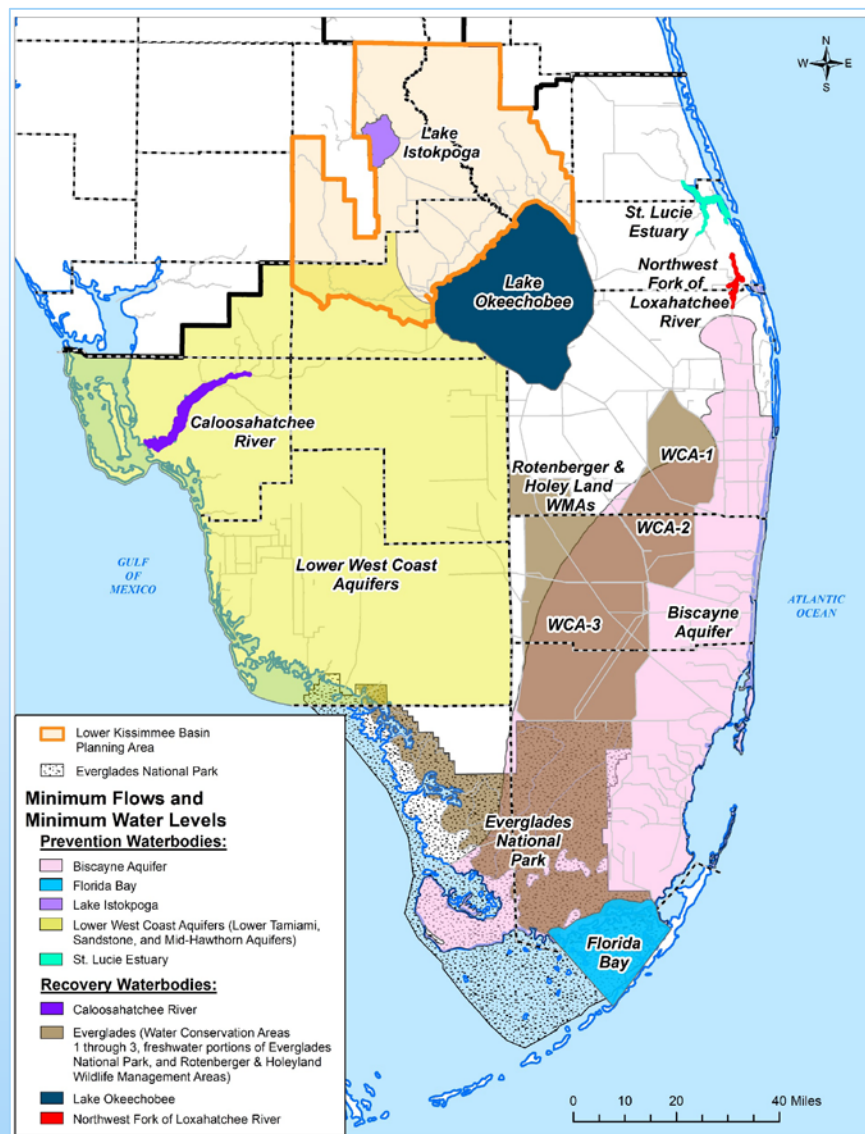 N
W E
S
Lake
Istokpoga
St. Lucie
Estuary
Northwest
Fork of
Loxahatchee
River
Lake
Okeechobee
Caloosahatchee
River
WCA-1
Rotenberger &
Holey Land
WMAs
WCA-2
Lower West Coast
Aquifers
GULF
OF
MEXICO
ATLANTIC
OCEAN
WCA-3
Biscayne
Aquifer
Everglades
National
Park
Florida
Bay
Lower Kissimmee Basin
Planning Area
Everglades National Park
Minimum Flows and
Minimum Water Levels
Prevention Waterbodies:
Biscayne Aquifer
Florida Bay
Lake Istokpoga
Lower West Coast Aquifers (Lower Tamiami,
Sandstone, and Mid-Hawthorn Aquifers)
St. Lucie Estuary
Recovery Waterbodies:
Caloosahatchee River
Everglades (Water Conservation Areas
1 through 3, freshwater portions of Everglades
National Park, and Rotenberger & Holeyland
Wildlife Management Areas)
Lake Okeechobee
Northwest Fork of Loxahatchee River
0 10 20 40 Miles